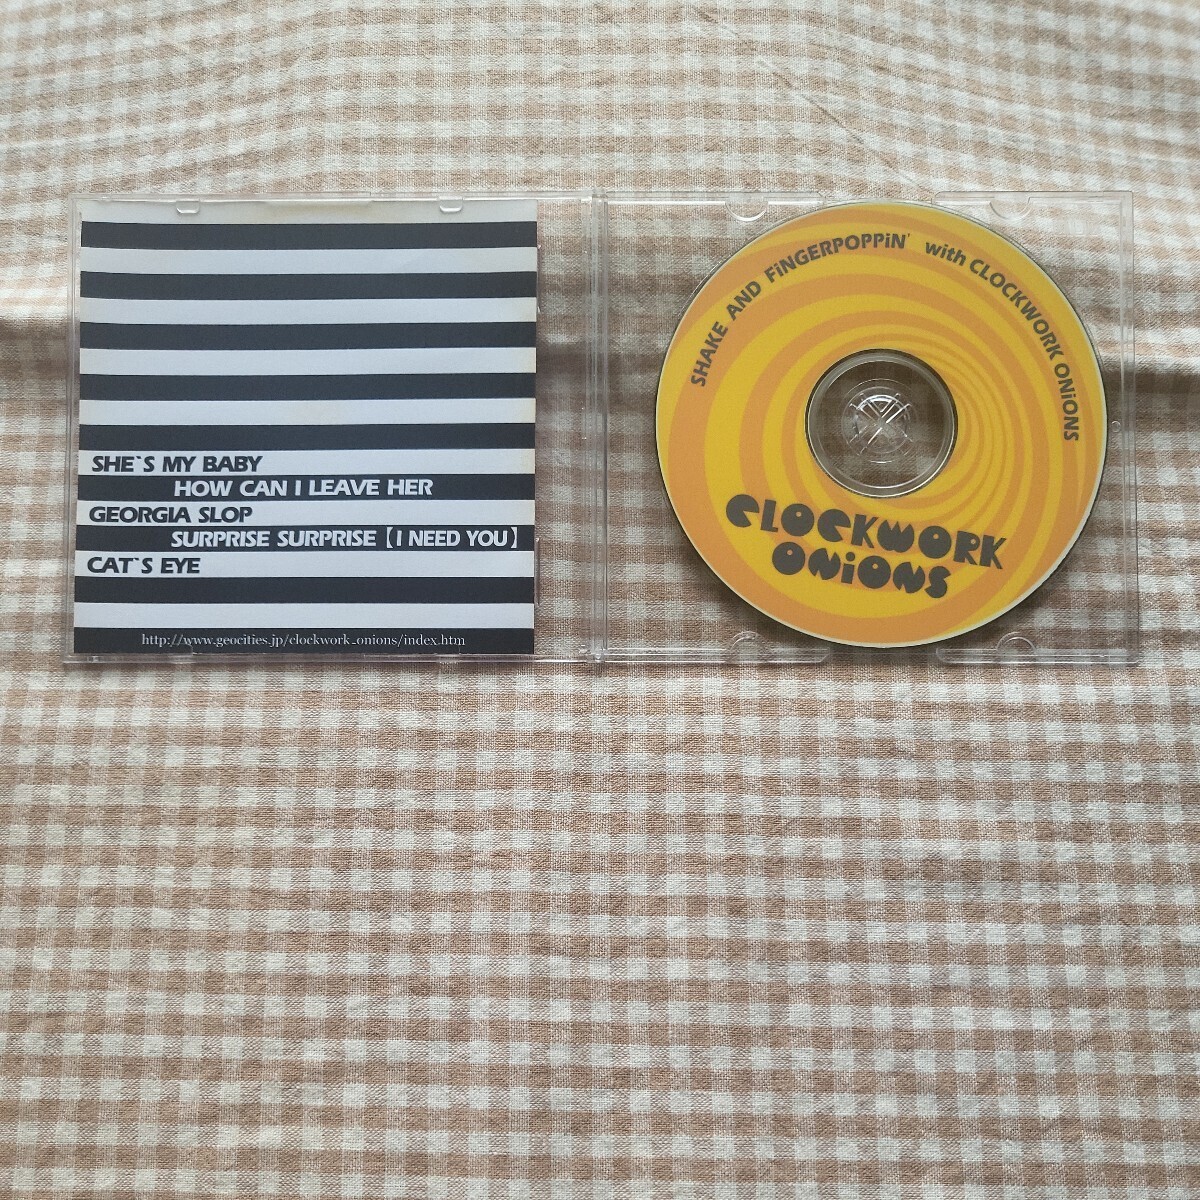 SHE`S MY BABY
HOW CAN I LEAVE HER
GEORGIA SLOP
SURPRISE SURPRISE【I NEED YOU】
CAT`S EYE
http://www.geocities.jp/clockwork_onions/index.htm
SHAKE AND FiNGERPOPPiN' with CLOCKWORK ONiONS
CLOCKWORK
ONiONS